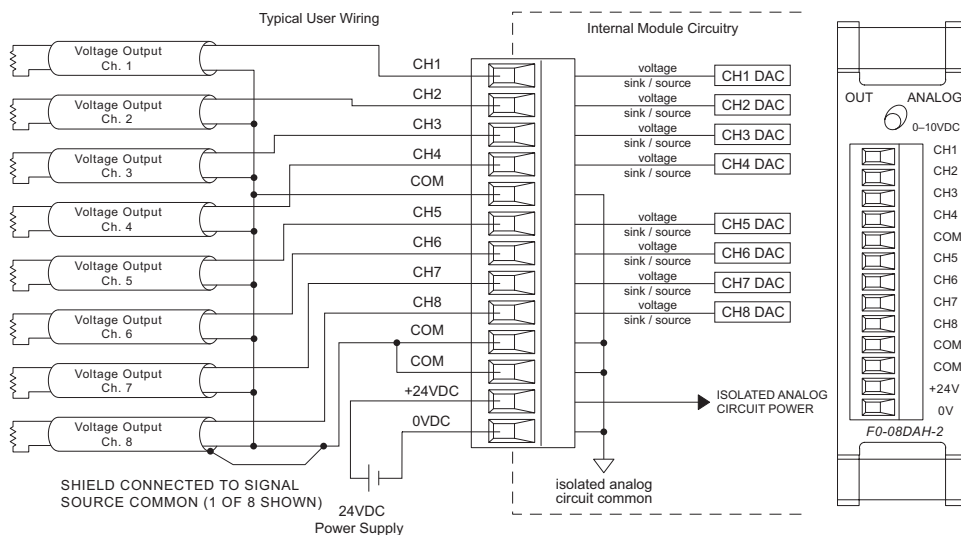 Typical User Wiring
Internal Module Circuitry
Voltage Output
Ch. 1
Voltage Output
Ch. 2
Voltage Output
Ch. 3
Voltage Output
Ch. 4
Voltage Output
Ch. 5
Voltage Output
Ch. 6
Voltage Output
Ch. 7
Voltage Output
Ch. 8
SHIELD CONNECTED TO SIGNAL
SOURCE COMMON (1 OF 8 SHOWN)
24VDC
Power Supply
CH1
CH2
CH3
CH4
COM
CH5
CH6
CH7
CH8
COM
COM
+24VDC
0VDC
voltage
sink / source
CH1 DAC
voltage
sink / source
CH2 DAC
voltage
sink / source
CH3 DAC
voltage
sink / source
CH4 DAC
voltage
sink / source
CH5 DAC
voltage
sink / source
CH6 DAC
voltage
sink / source
CH7 DAC
voltage
sink / source
CH8 DAC
ISOLATED ANALOG
CIRCUIT POWER
isolated analog
circuit common
OUT ANALOG
0–10VDC
CH1
CH2
CH3
CH4
COM
CH5
CH6
CH7
CH8
COM
COM
+24V
0V
F0-08DAH-2